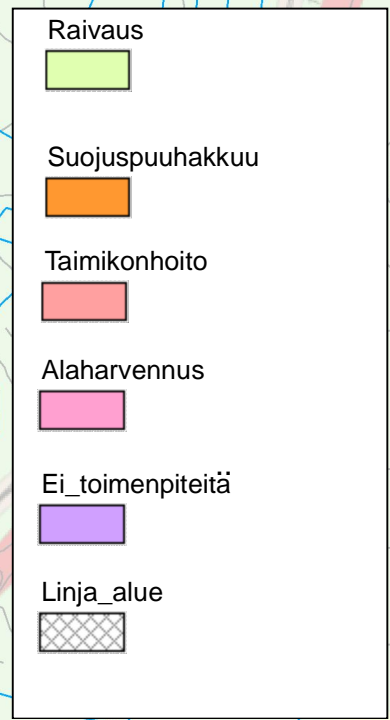 Raivaus
Suojuspuuhakkuu
Taimikonhoito
Alaharvennus
Ei_toimenpiteitä
Linja_alue